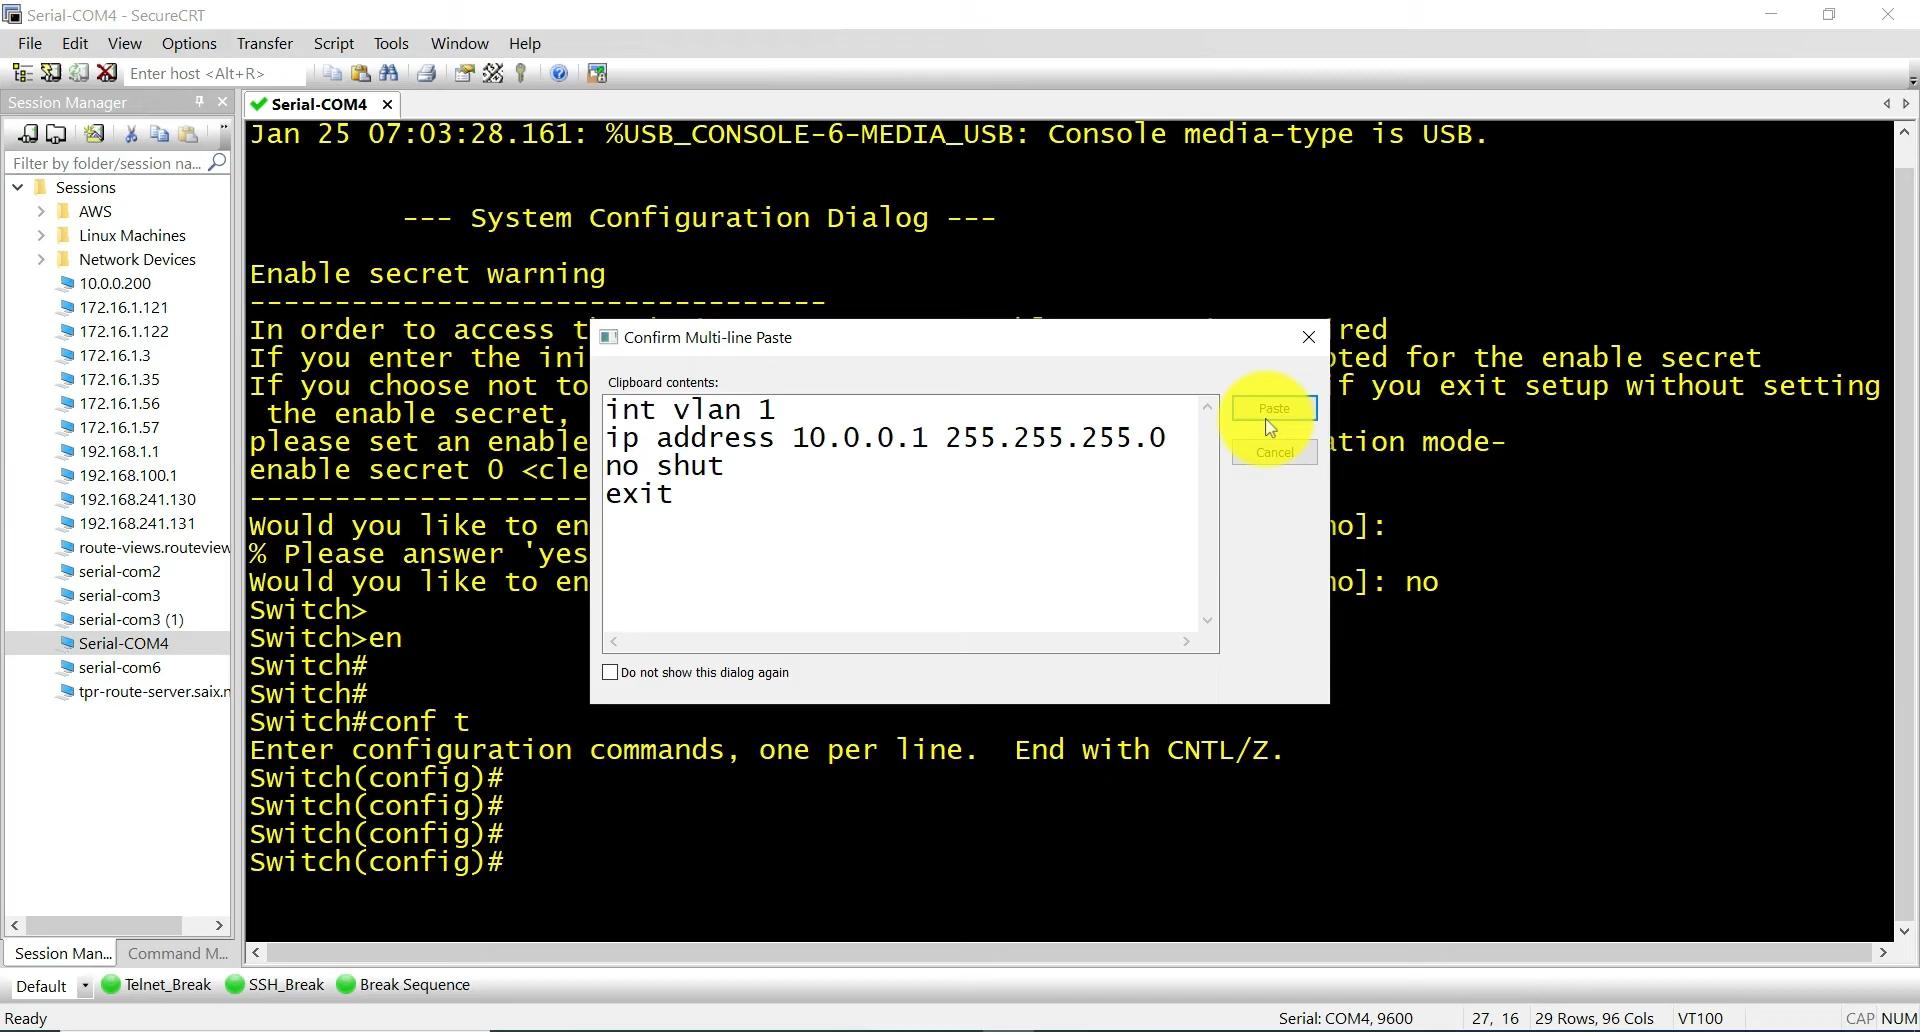 Serial-COM4 - SecureCRT
File Edit View Options Transfer Script Tools Window Help
Enter host <Alt+R>
Session Manager
Serial-COM4
Filter by folder/session na...
Sessions
AWS
Linux Machines
Network Devices
10.0.0.200
172.16.1.121
172.16.1.122
172.16.1.3
172.16.1.35
172.16.1.56
172.16.1.57
192.168.1.1
192.168.100.1
192.168.241.130
192.168.241.131
route-views.routeview
serial-com2
serial-com3
serial-com3 (1)
Serial-COM4
serial-com6
tpr-route-server.saix.n
Session Man... Command M...
Jan 25 07:03:28.161: %USB_CONSOLE-6-MEDIA_USB: Console media-type is USB.
--- System Configuration Dialog ---
Enable secret warning
----------------------------------
In order to access t red
If you enter the ini pted for the enable secret
If you choose not to f you exit setup without setting
the enable secret,
please set an enable ation mode-
enable secret 0 <cle
--------------------
Would you like to en no]:
% Please answer 'yes
Would you like to en no]: no
Switch>
Switch>en
Switch#
Switch#
Switch#conf t
Enter configuration commands, one per line. End with CNTL/Z.
Switch(config)#
Switch(config)#
Switch(config)#
Switch(config)#
Confirm Multi-line Paste
Clipboard contents:
int vlan 1
ip address 10.0.0.1 255.255.255.0
no shut
exit
Paste
Cancel
Do not show this dialog again
Default Telnet_Break SSH_Break Break Sequence
Ready Serial: COM4, 9600 27, 16 29 Rows, 96 Cols VT100 CAP NUM